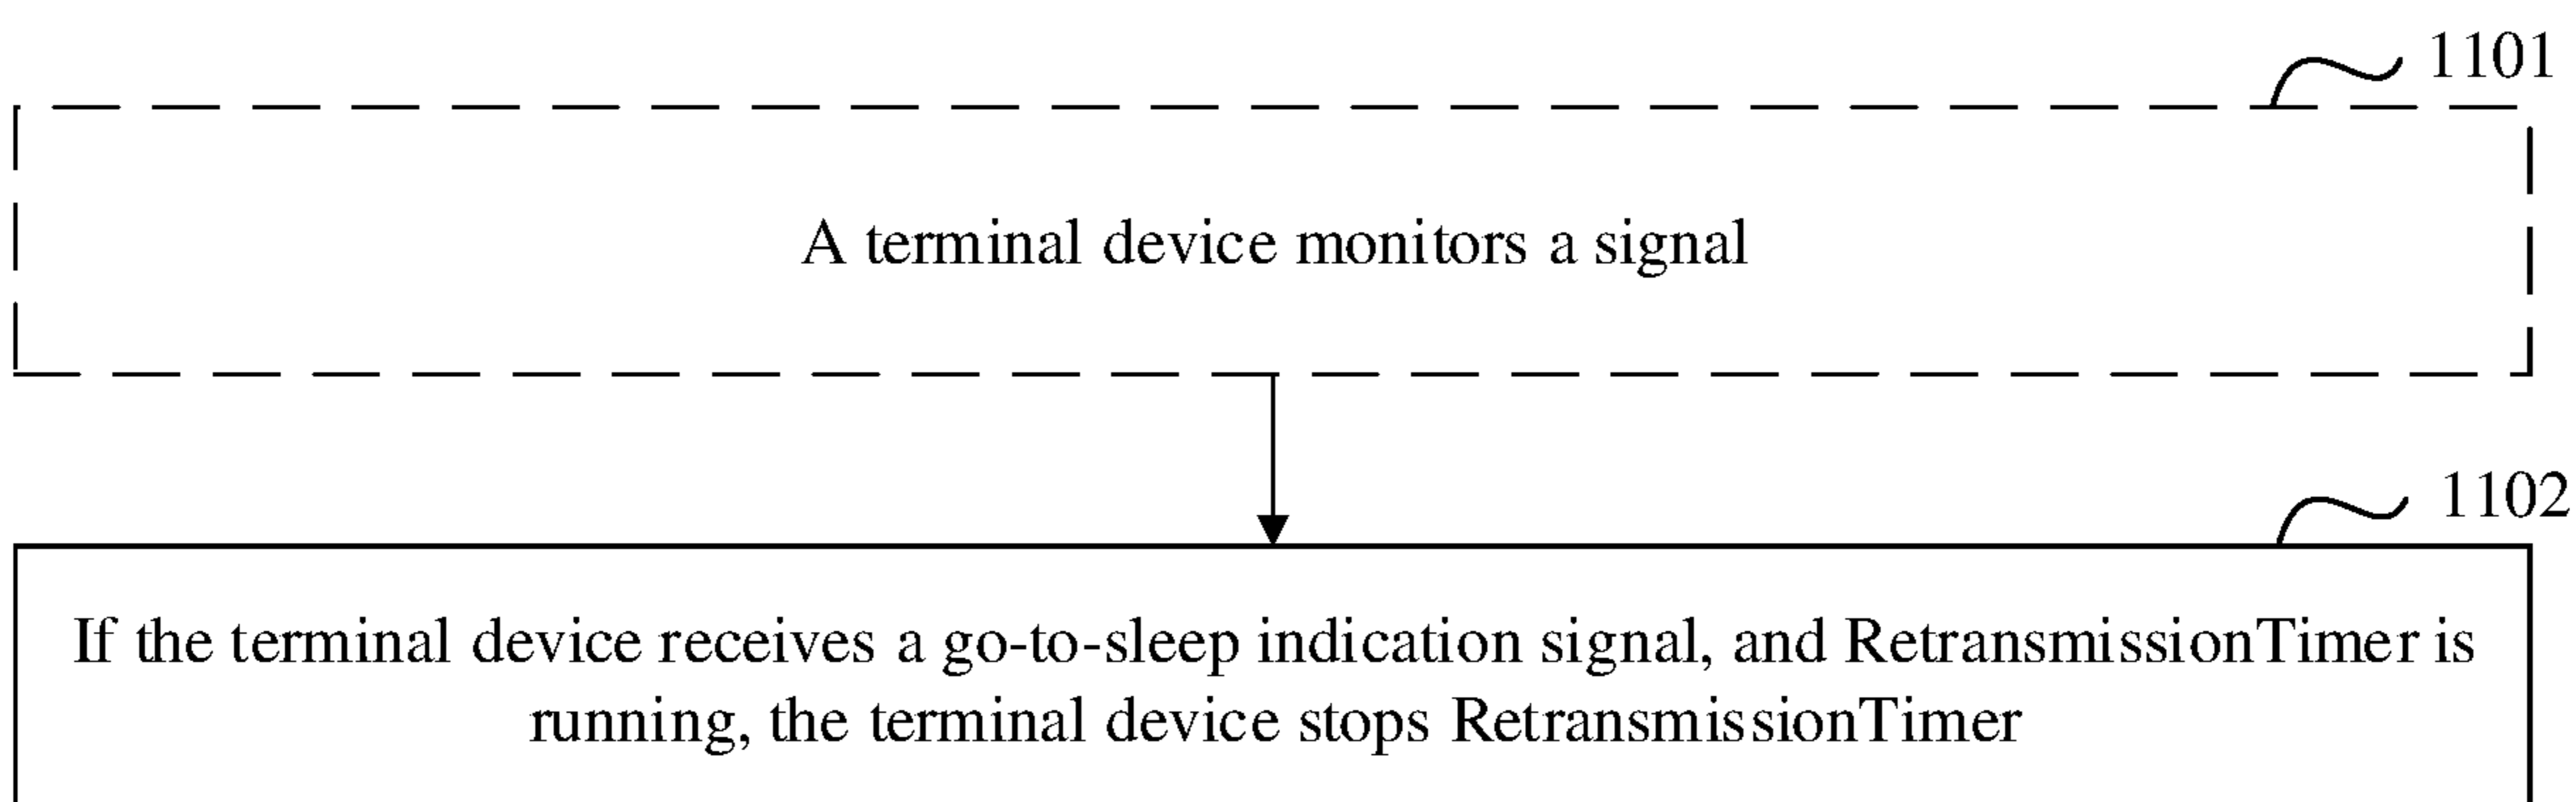 1101
A terminal device monitors a signal
1102
If the terminal device receives a go-to-sleep indication signal, and RetransmissionTimer is
running, the terminal device stops RetransmissionTimer